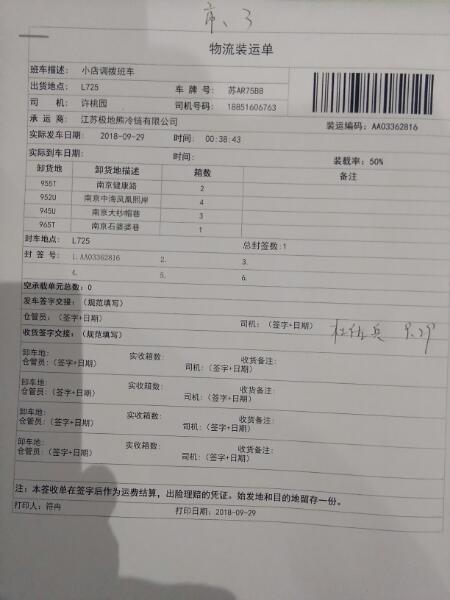 市、3
物流装运单
班车描述: 小店调拨班车
出货地点: L725 车 牌 号: 苏AR75B8
司 机: 许桃园 司机号码: 18851606763
承 运 商: 江苏极地熊冷链有限公司 装运编码: AA03362816
实际发车日期: 2018-09-29 时间: 00:38:43
实际到车日期: 时间: 装载率: 50%
卸货地 卸货地描述 箱数 备注
955T 南京健康路 2
952U 南京中海凤凰熙岸 4
945U 南京大纱帽巷 3
965T 南京石婆婆巷 1
封车地点: L725 总封签数:1
封 签 号: 1.AA03362816 2. 3.
4. 5. 6.
空承载单元总数: 0
发车签字交接: (规范填写)
仓管员: (签字+日期) 司机: (签字+日期) 9.29
收货签字交接: (规范填写)
卸车地: 实收箱数: 收货备注:
仓管员: (签字+日期) 司机: (签字+日期)
卸车地: 实收箱数: 收货备注:
仓管员: (签字+日期) 司机: (签字+日期)
卸车地: 实收箱数: 收货备注:
仓管员: (签字+日期) 司机: (签字+日期)
卸车地: 实收箱数: 收货备注:
仓管员: (签字+日期) 司机: (签字+日期)
注: 本签收单在签字后作为运费结算, 出险理赔的凭证。始发地和目的地留存一份。
打印人: 符冉 打印日期: 2018-09-29